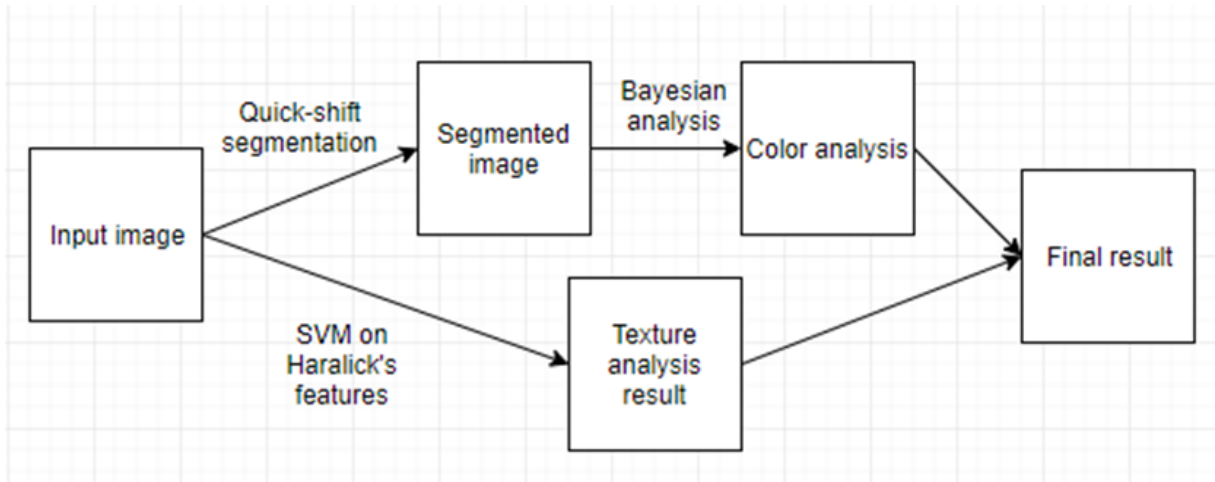 Input image
Quick-shift
segmentation
Segmented
image
Bayesian
analysis
Color analysis
SVM on
Haralick's
features
Texture
analysis
result
Final result